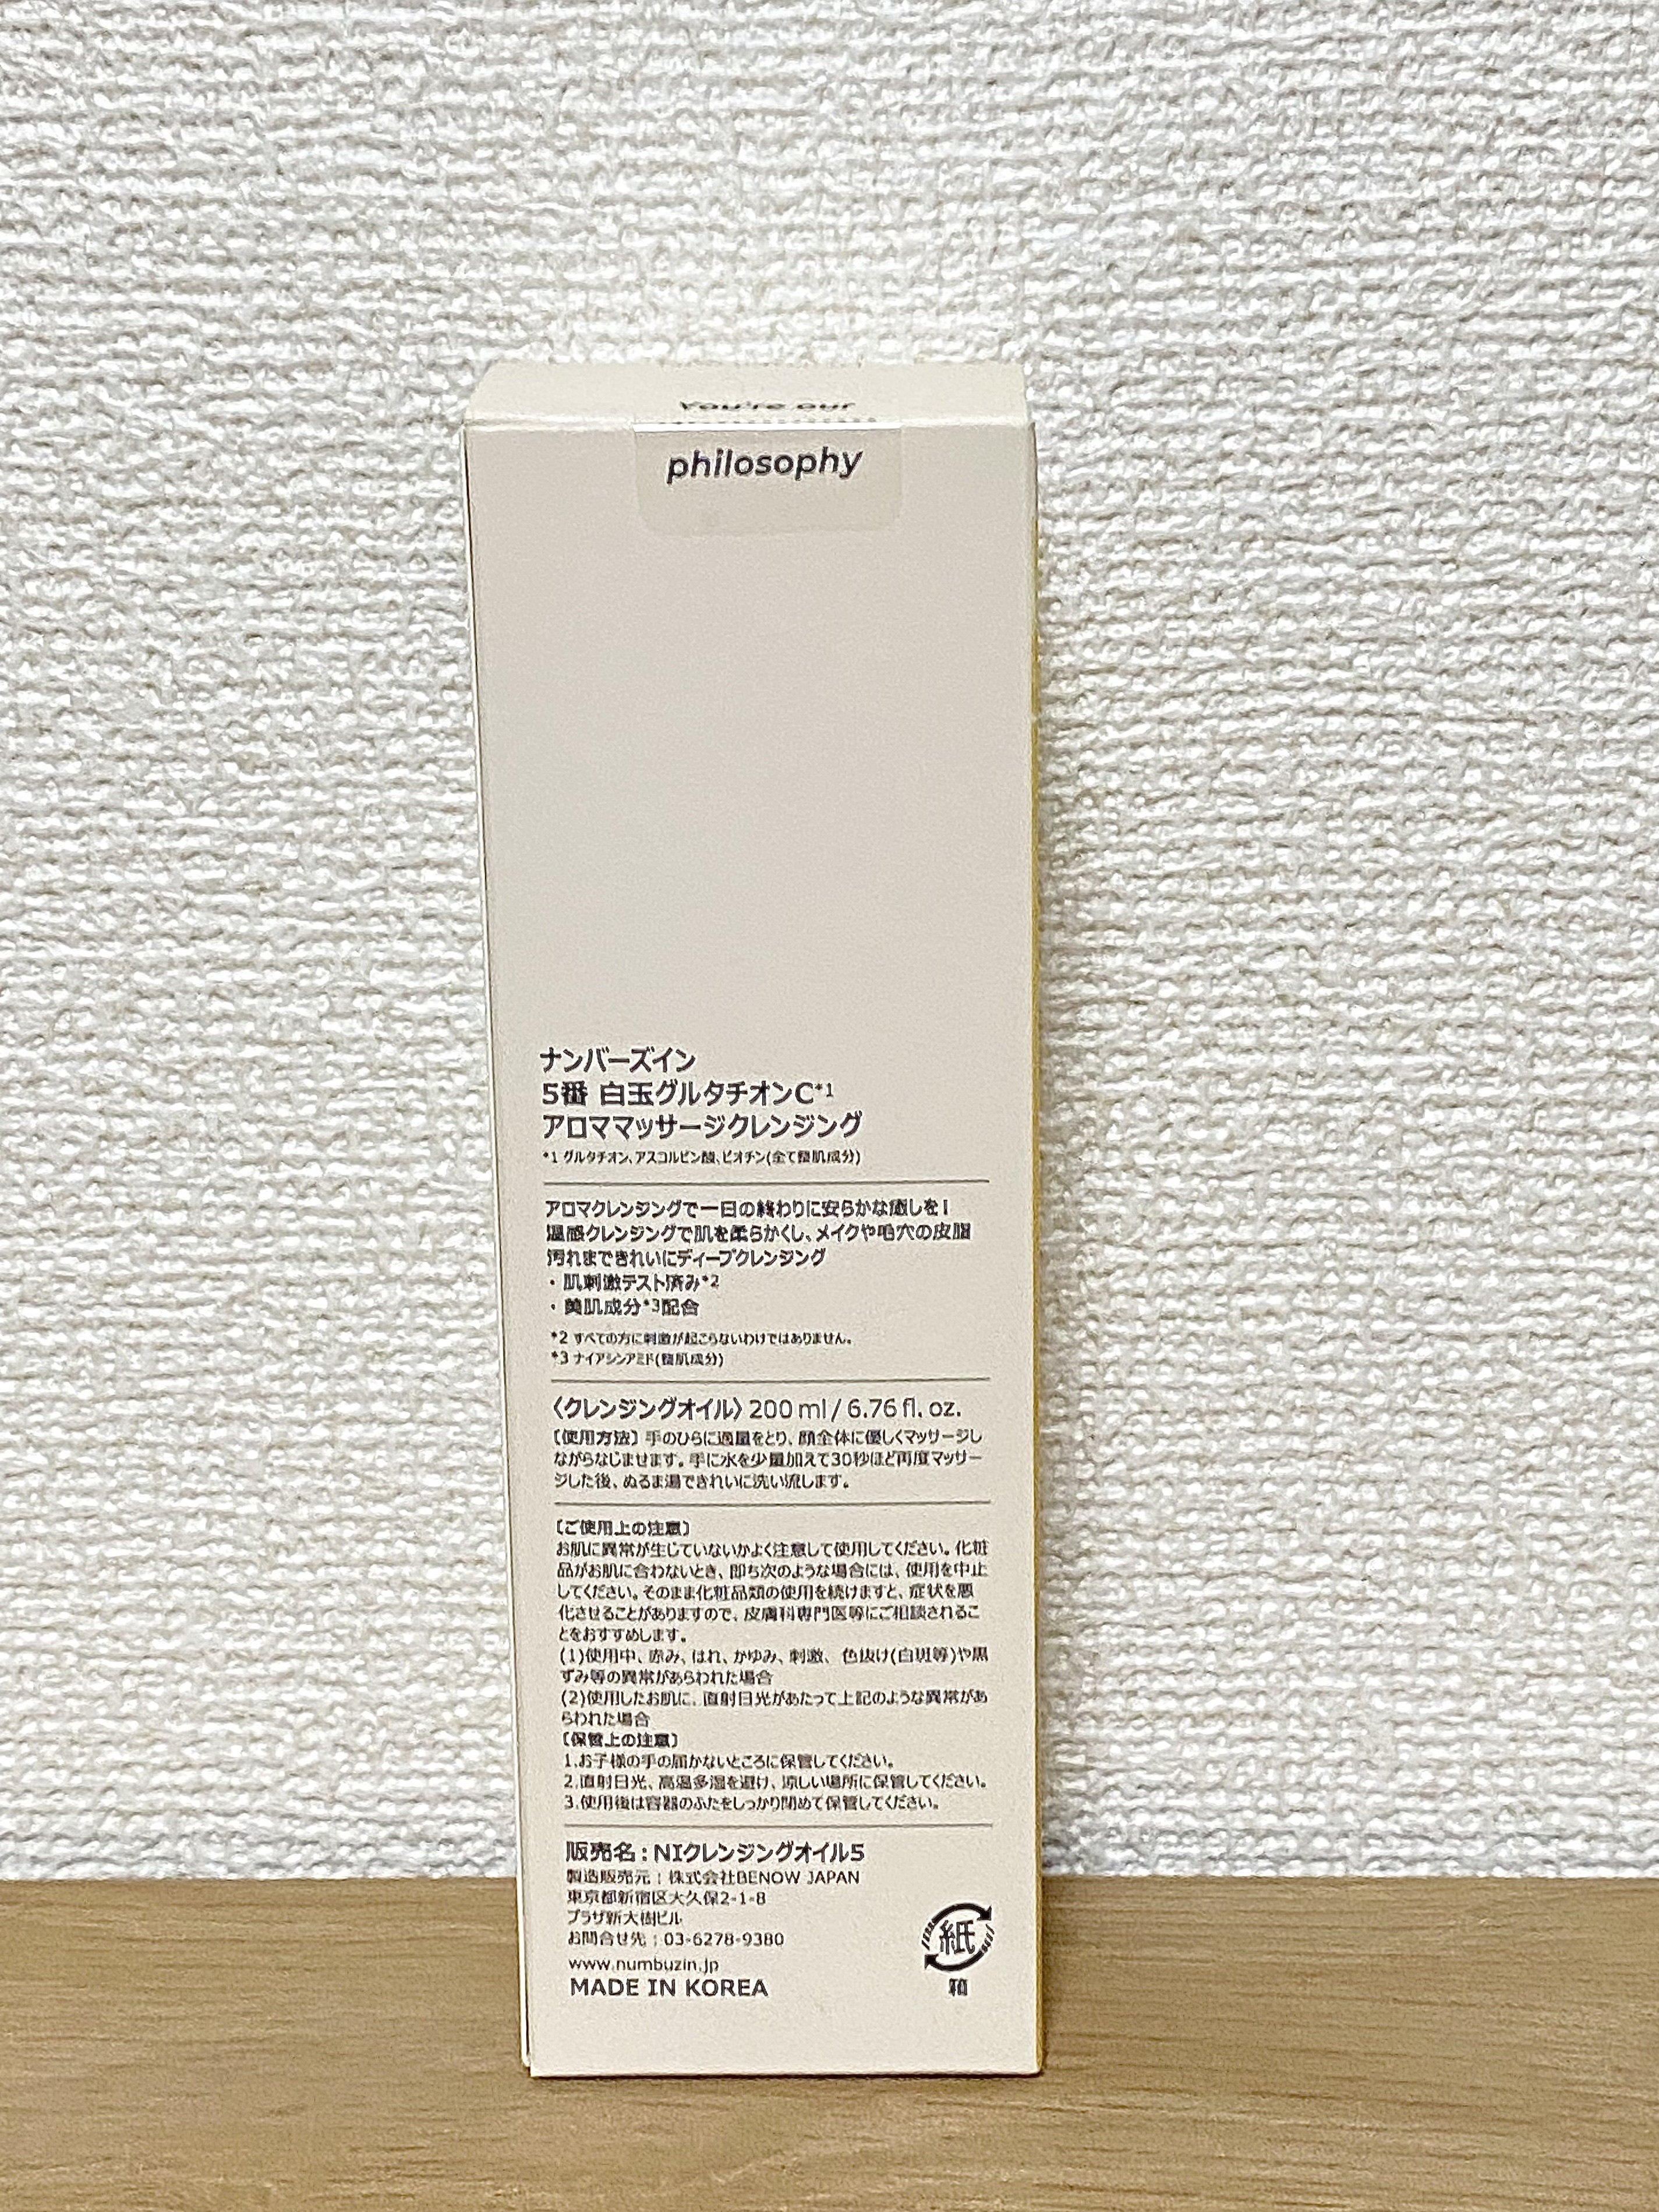 You're our
philosophy
ナンバーズイン
5番 白玉グルタチオンC*1
アロママッサージクレンジング
*1 グルタチオン、アスコルビン酸、ビオチン(全て整肌成分)
アロマクレンジングで一日の終わりに安らかな癒しを!
温感クレンジングで肌を柔らかくし、メイクや毛穴の皮脂
汚れまできれいにディープクレンジング
・肌刺激テスト済み*2
・美肌成分*3配合
*2 すべての方に刺激が起こらないわけではありません。
*3 ナイアシンアミド(整肌成分)
〈クレンジングオイル〉200 ml / 6.76 fl. oz.
〔使用方法〕手のひらに適量をとり、顔全体に優しくマッサージし
ながらなじませます。手に水を少量加えて30秒ほど再度マッサー
ジした後、ぬるま湯できれいに洗い流します。
〔ご使用上の注意〕
お肌に異常が生じていないかよく注意して使用してください。化粧
品がお肌に合わないとき、即ち次のような場合には、使用を中止
してください。そのまま化粧品類の使用を続けますと、症状を悪
化させることがありますので、皮膚科専門医等にご相談されるこ
とをおすすめします。
(1)使用中、赤み、はれ、かゆみ、刺激、色抜け(白斑等)や黒
ずみ等の異常があらわれた場合
(2)使用したお肌に、直射日光があたって上記のような異常があ
らわれた場合
〔保管上の注意〕
1.お子様の手の届かないところに保管してください。
2.直射日光、高温多湿を避け、涼しい場所に保管してください。
3.使用後は容器のふたをしっかり閉めて保管してください。
販売名：NIクレンジングオイル5
製造販売元：株式会社BENOW JAPAN
東京都新宿区大久保2-1-8
プラザ新大樹ビル
お問合せ先：03-6278-9380
www.numbuzin.jp
MADE IN KOREA
紙
箱